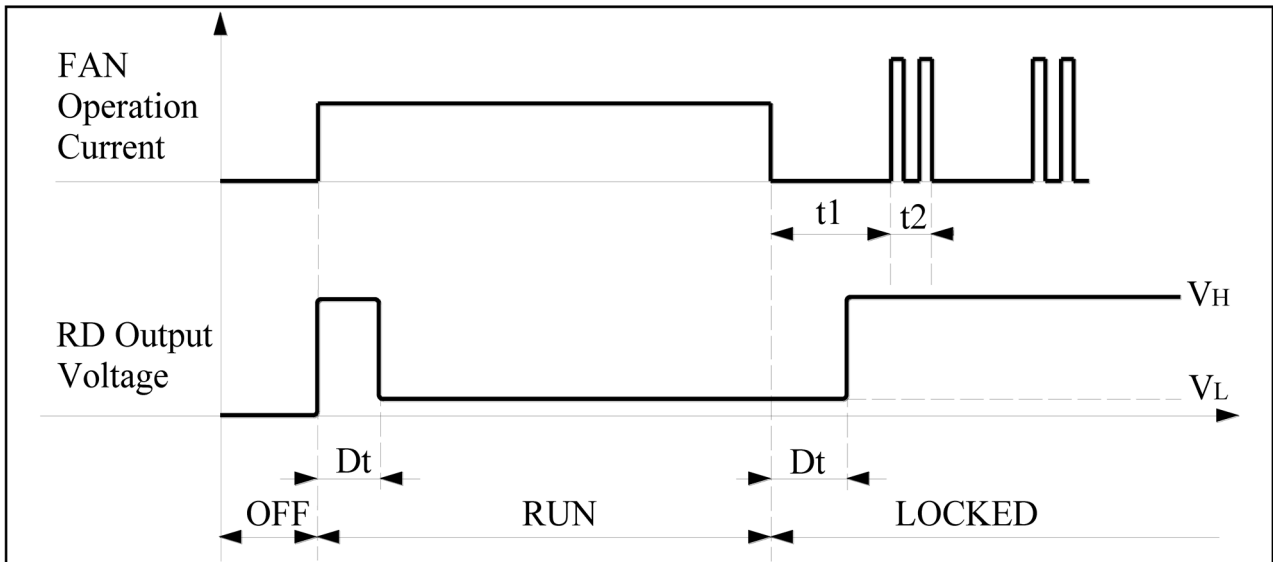 FAN
Operation
Current
t1
t2
RD Output
Voltage
VH
VL
Dt
Dt
OFF
RUN
LOCKED